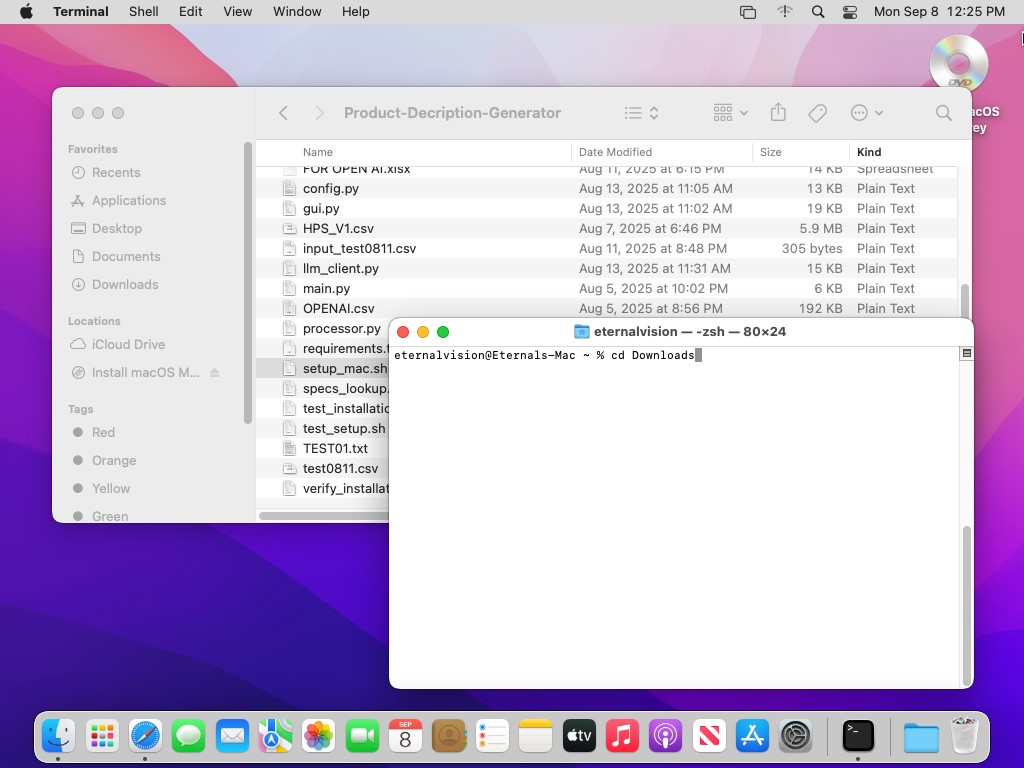 Terminal Shell Edit View Window Help Mon Sep 8 12:25 PM
DVD
acOS
ey
Product-Decription-Generator
Favorites
Recents
Applications
Desktop
Documents
Downloads
Locations
iCloud Drive
Install macOS M...
Tags
Red
Orange
Yellow
Green
Name Date Modified Size Kind
FOR OPEN AI.xlsx Aug 11, 2025 at 6:15 PM 14 KB Spreadsheet
config.py Aug 13, 2025 at 11:05 AM 13 KB Plain Text
gui.py Aug 13, 2025 at 11:02 AM 19 KB Plain Text
HPS_V1.csv Aug 7, 2025 at 6:46 PM 5.9 MB Plain Text
input_test0811.csv Aug 11, 2025 at 8:48 PM 305 bytes Plain Text
llm_client.py Aug 13, 2025 at 11:31 AM 15 KB Plain Text
main.py Aug 5, 2025 at 10:02 PM 6 KB Plain Text
OPENAI.csv Aug 5, 2025 at 8:56 PM 192 KB Plain Text
processor.py
requirements.t
setup_mac.sh
specs_lookup.
test_installatio
test_setup.sh
TEST01.txt
test0811.csv
verify_installat
eternalvision — -zsh — 80×24
eternalvision@Eternals-Mac ~ % cd Downloads
SEP
8
tv
>_